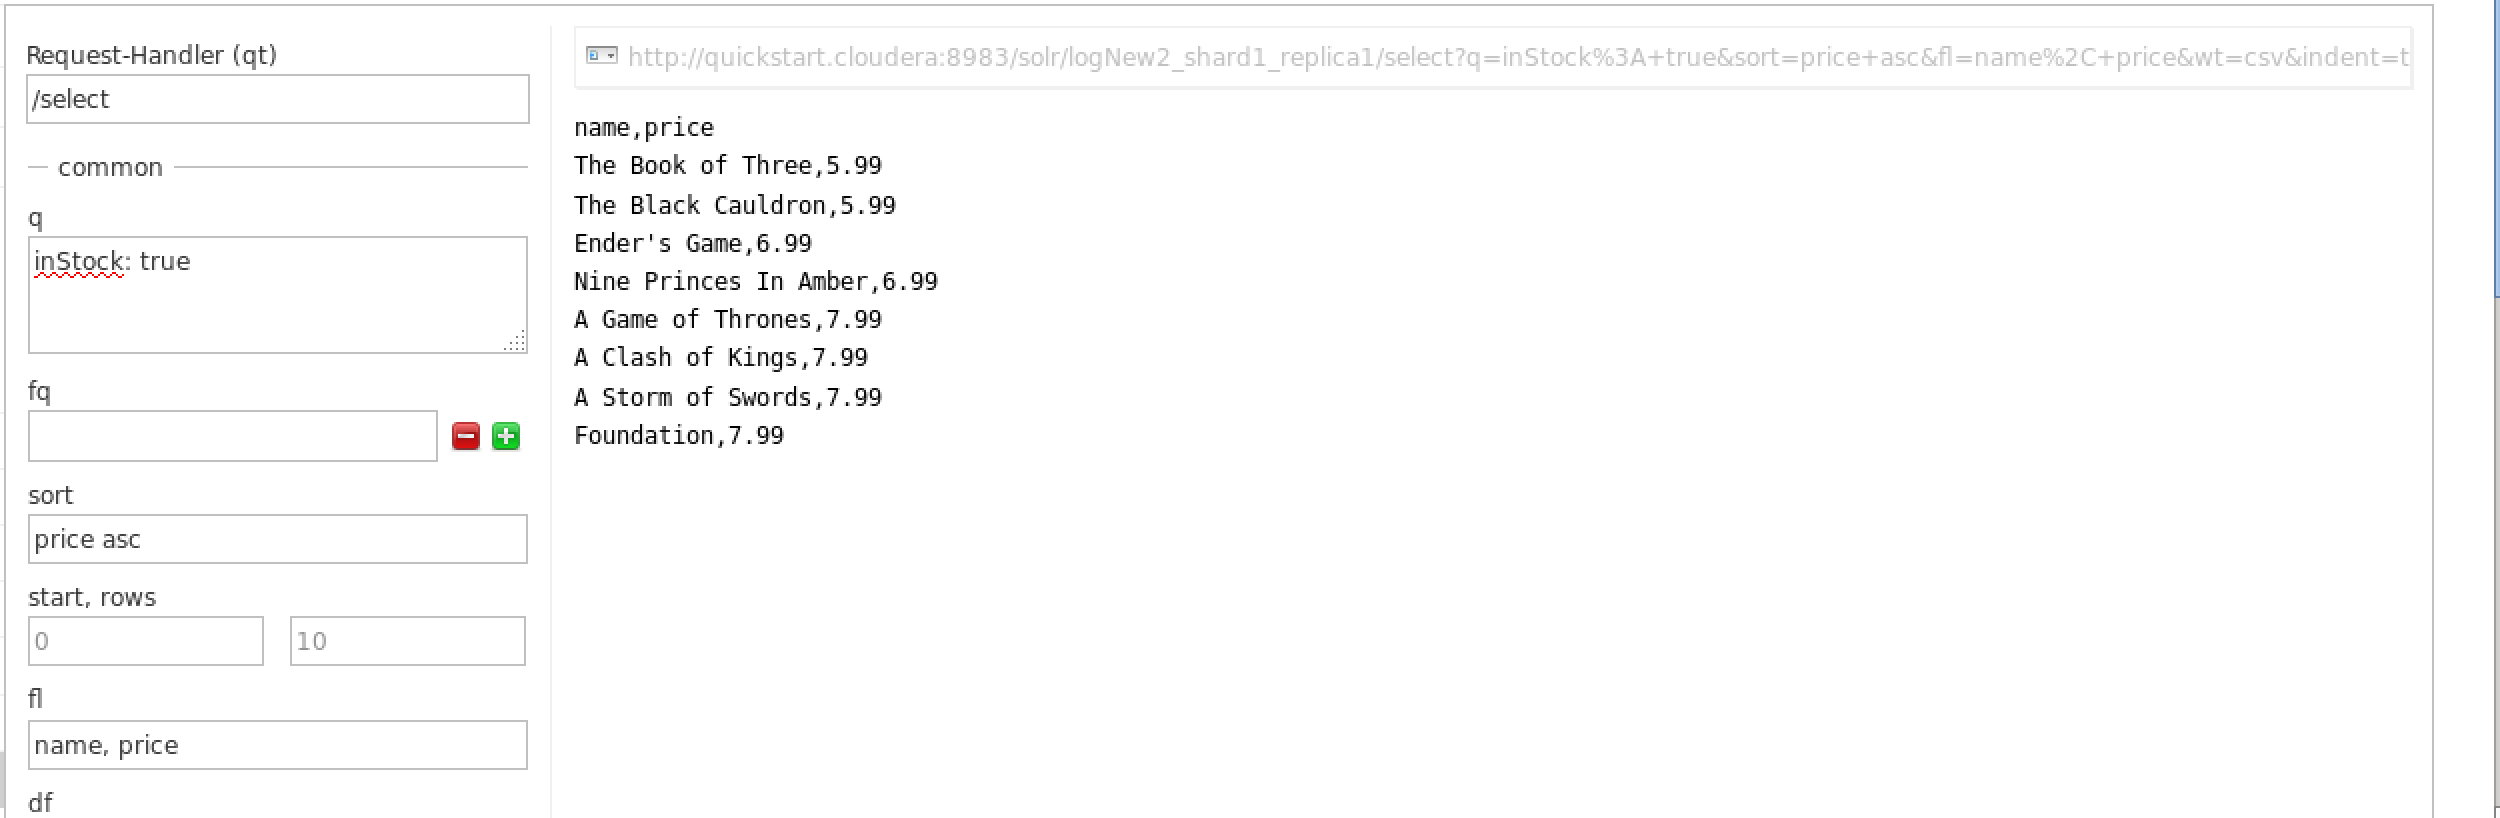 Request-Handler (qt)
/select
common
q
inStock: true
fq
sort
price asc
start, rows
0 10
fl
name, price
df
http://quickstart.cloudera:8983/solr/logNew2_shard1_replica1/select?q=inStock%3A+true&sort=price+asc&fl=name%2C+price&wt=csv&indent=t
name,price
The Book of Three,5.99
The Black Cauldron,5.99
Ender's Game,6.99
Nine Princes In Amber,6.99
A Game of Thrones,7.99
A Clash of Kings,7.99
A Storm of Swords,7.99
Foundation,7.99